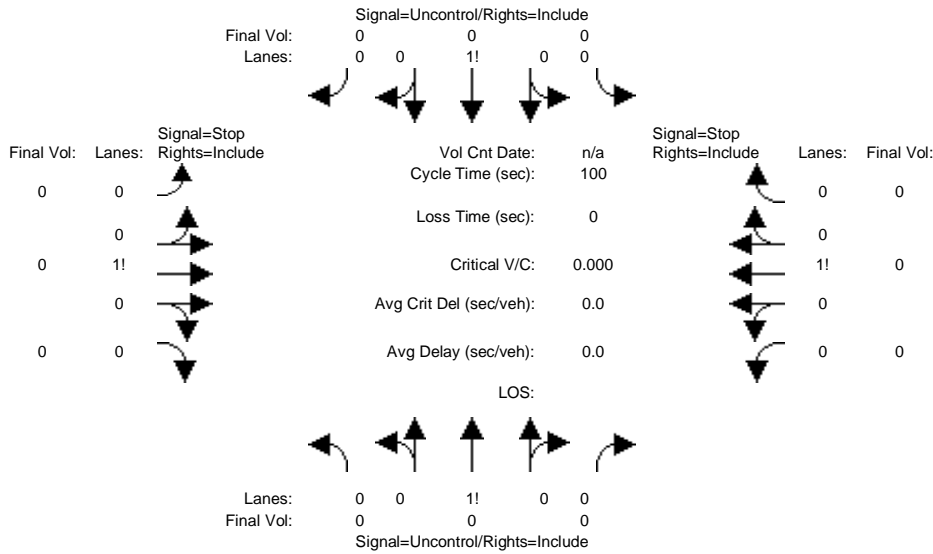 Signal=Uncontrol/Rights=Include
Final Vol: 0 0 0
Lanes: 0 0 1! 0 0
Signal=Stop Signal=Stop
Final Vol: Lanes: Rights=Include Vol Cnt Date: n/a Rights=Include Lanes: Final Vol:
Cycle Time (sec): 100
0 0 0 0
Loss Time (sec): 0
0 0
0 1! Critical V/C: 0.000 1! 0
0 Avg Crit Del (sec/veh): 0.0 0
0 0 Avg Delay (sec/veh): 0.0 0 0
LOS:
Lanes: 0 0 1! 0 0
Final Vol: 0 0 0
Signal=Uncontrol/Rights=Include